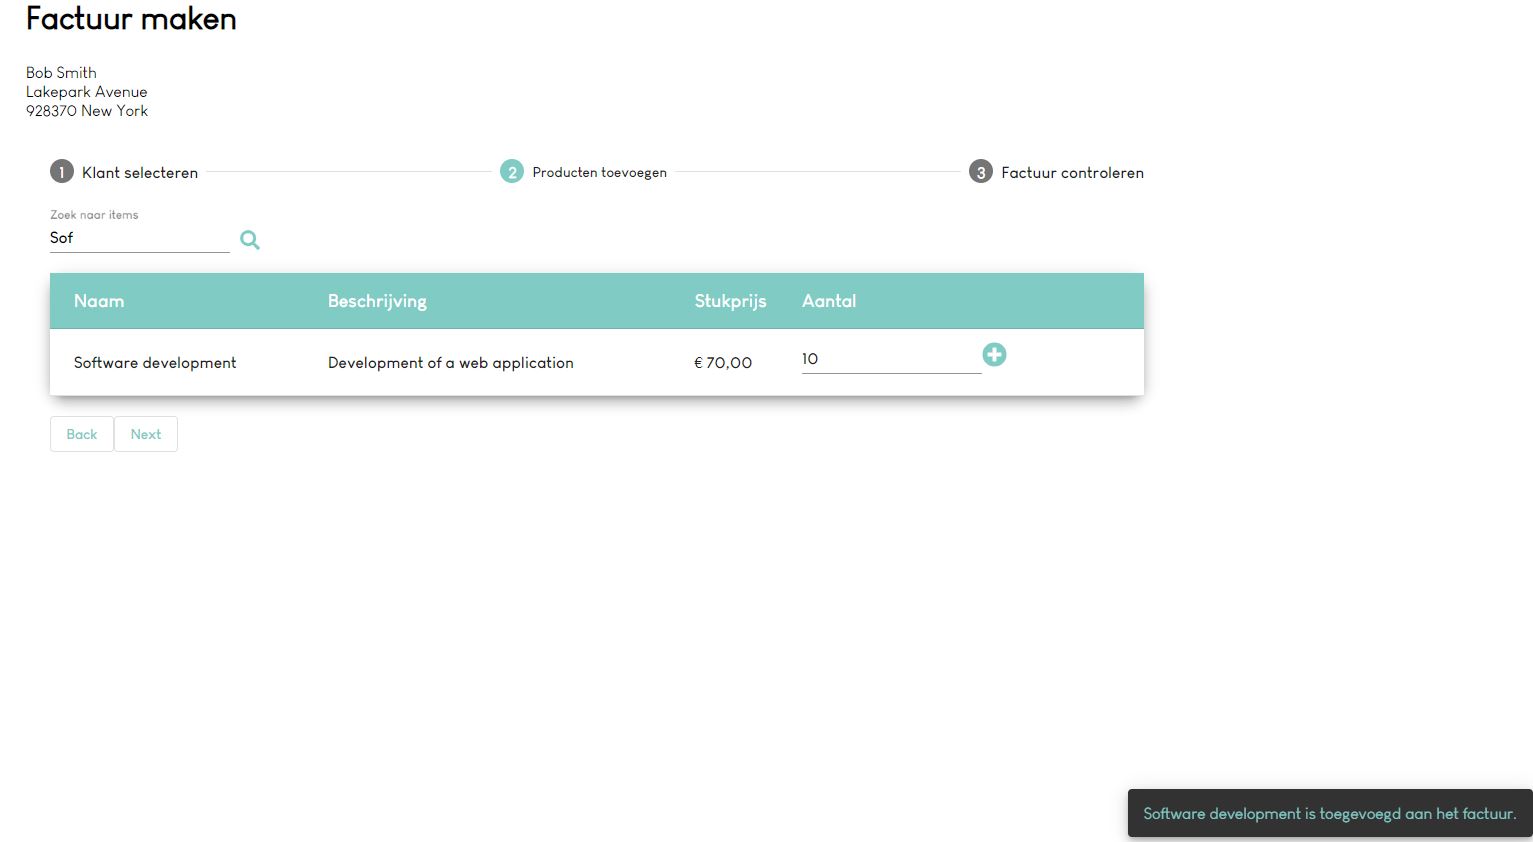 Factuur maken
Bob Smith
Lakepark Avenue
928370 New York
1 Klant selecteren 2 Producten toevoegen 3 Factuur controleren
Zoek naar items
Sof
Naam Beschrijving Stukprijs Aantal
Software development Development of a web application € 70,00 10
Back Next
Software development is toegevoegd aan het factuur.